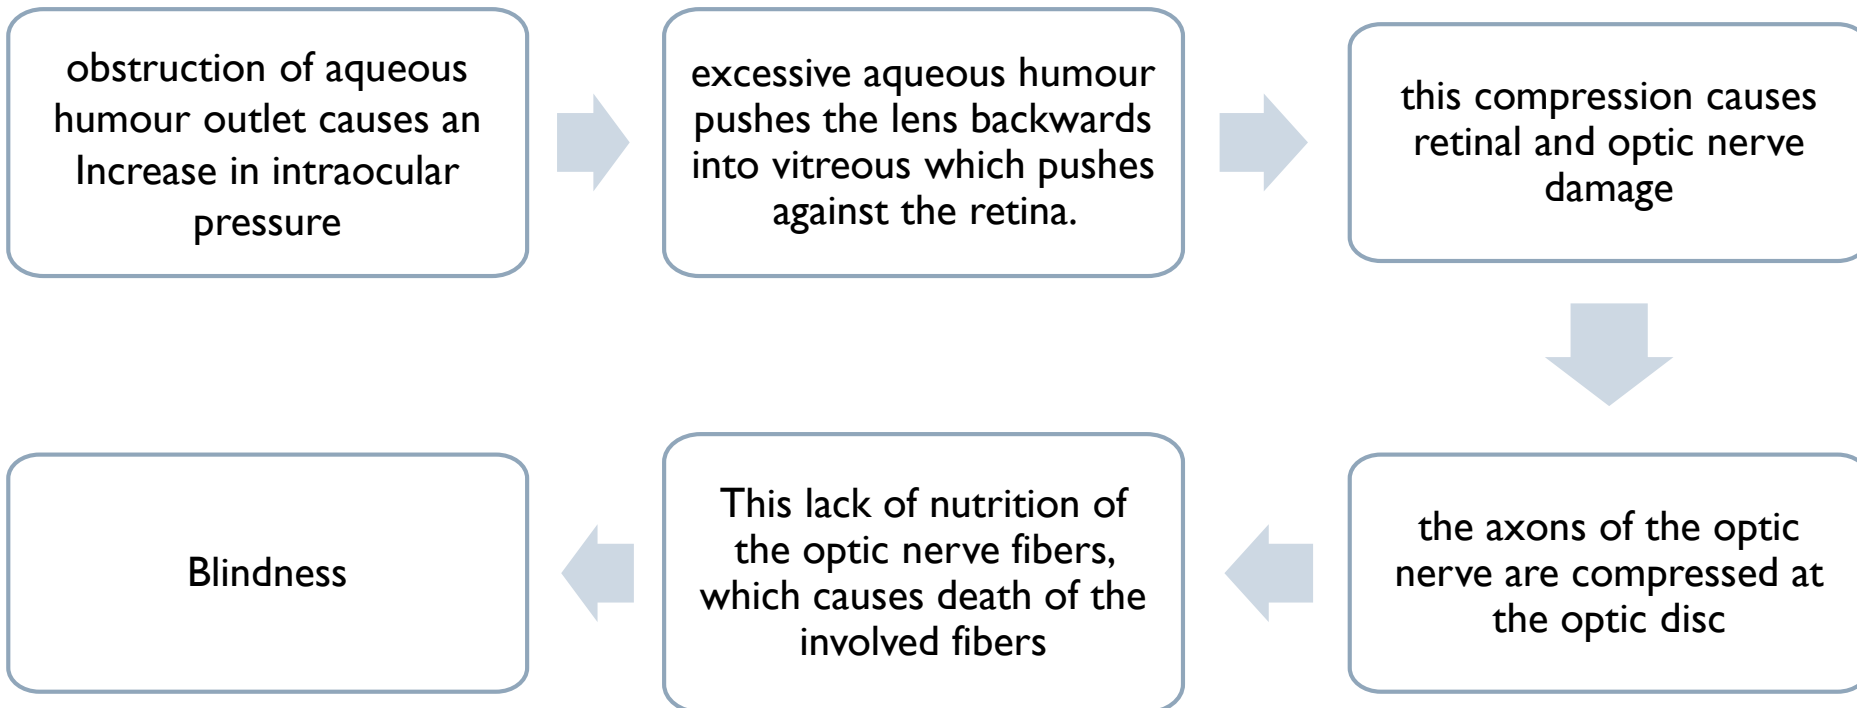 obstruction of aqueous
humour outlet causes an
Increase in intraocular
pressure
excessive aqueous humour
pushes the lens backwards
into vitreous which pushes
against the retina.
this compression causes
retinal and optic nerve
damage
the axons of the optic
nerve are compressed at
the optic disc
This lack of nutrition of
the optic nerve fibers,
which causes death of the
involved fibers
Blindness